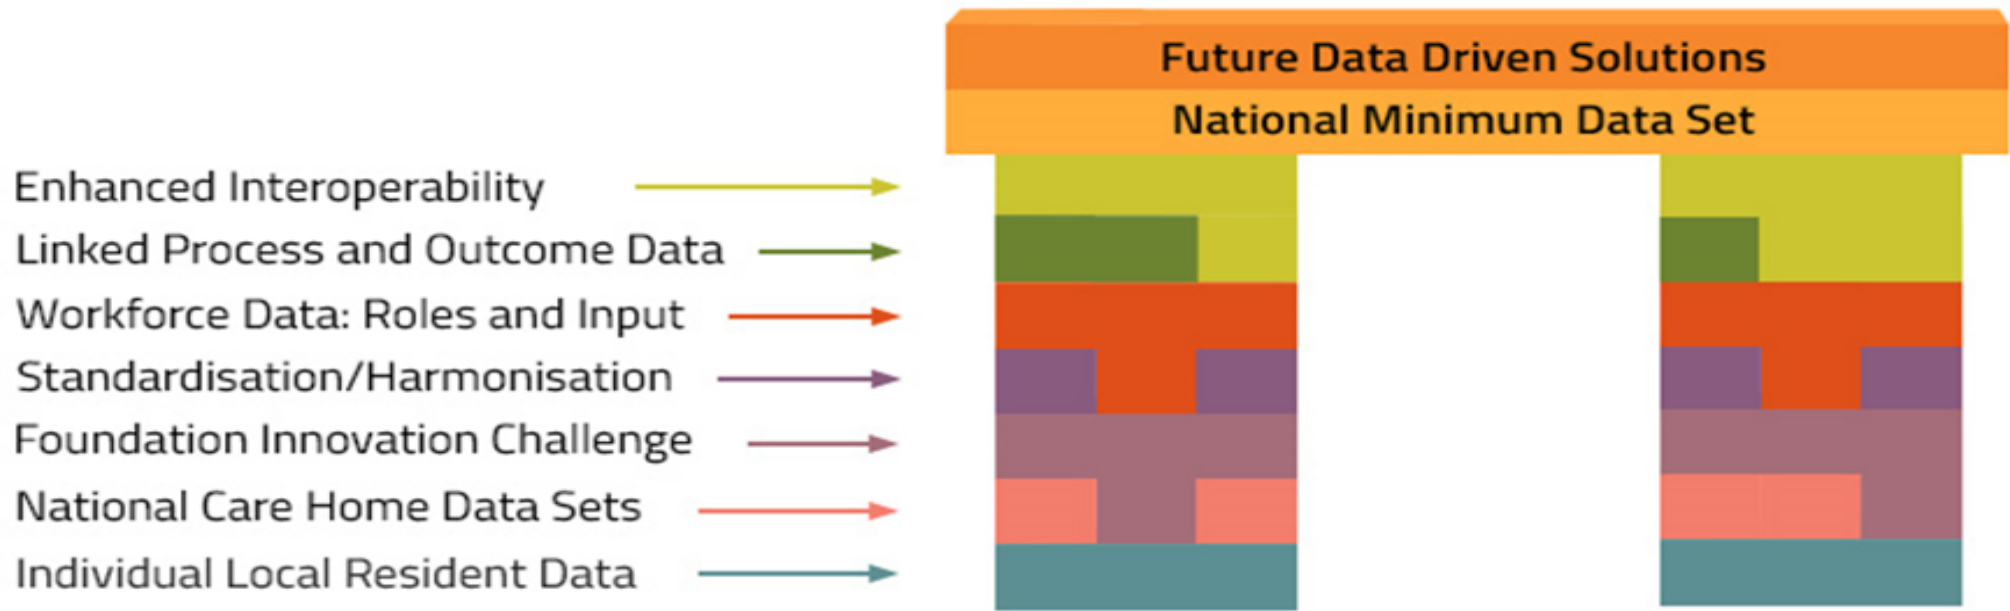 Future Data Driven Solutions
National Minimum Data Set
Enhanced Interoperability
Linked Process and Outcome Data
Workforce Data: Roles and Input
Standardisation/Harmonisation
Foundation Innovation Challenge
National Care Home Data Sets
Individual Local Resident Data